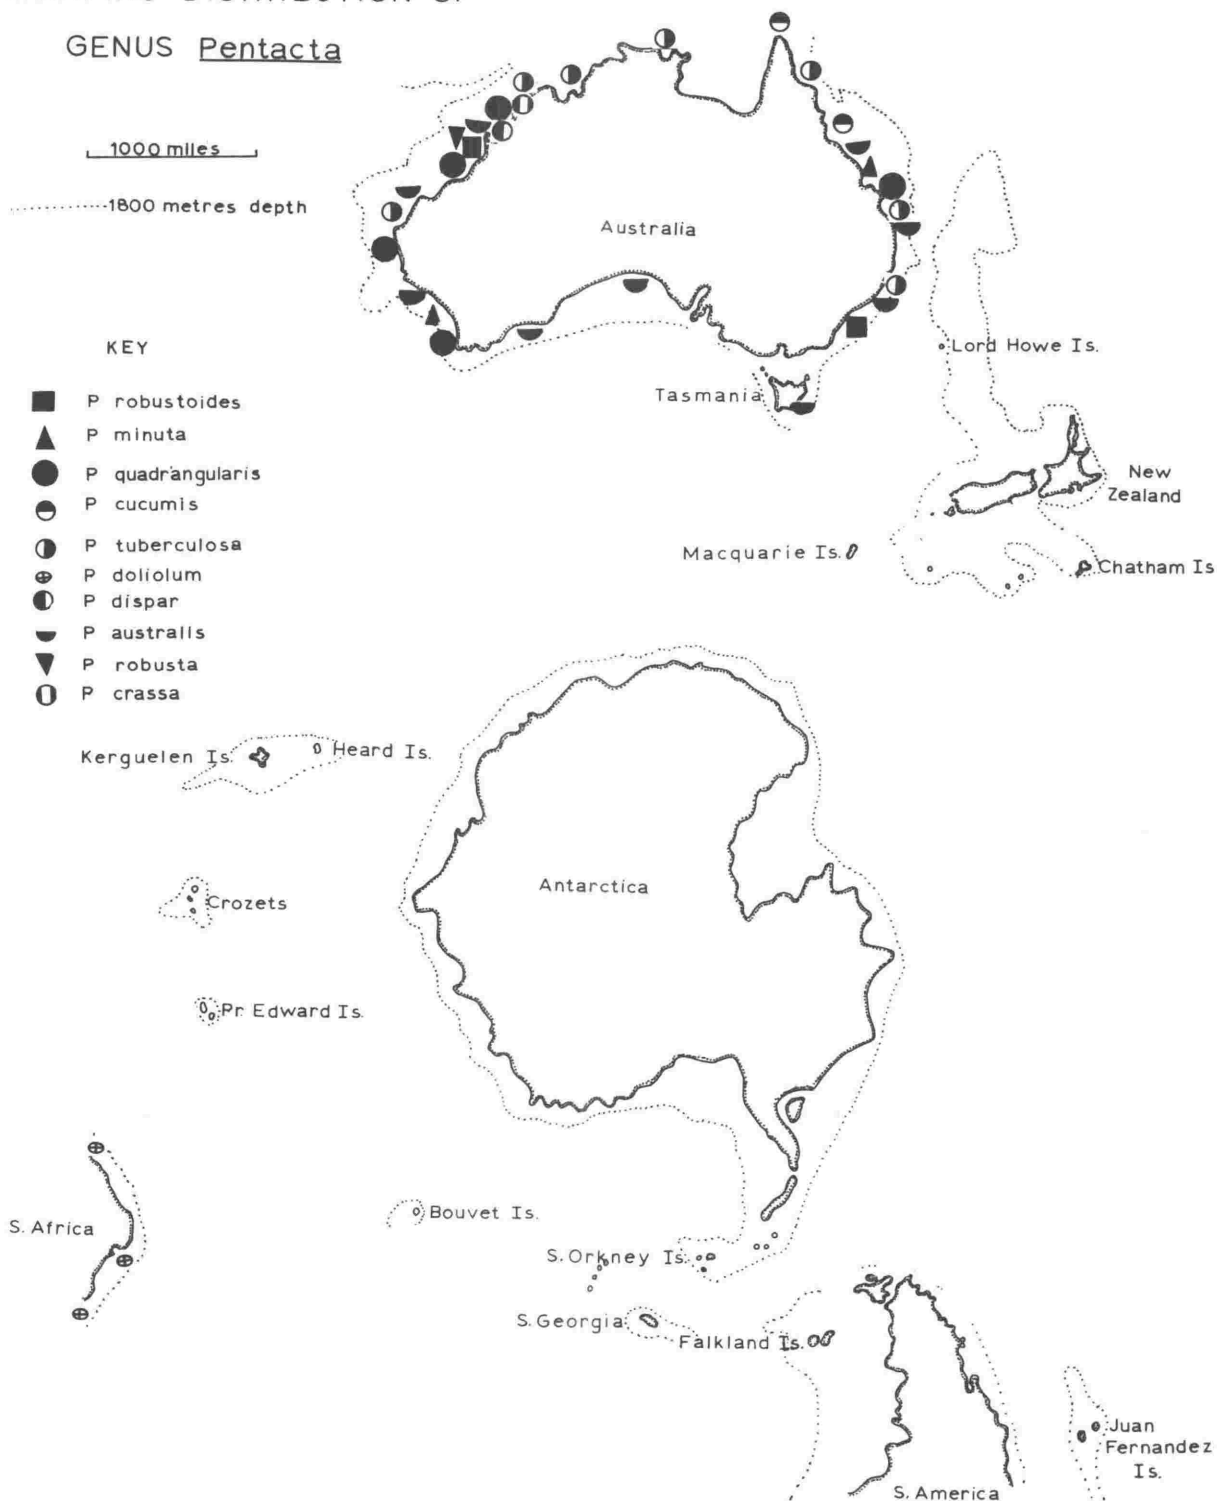 DISTRIBUTION OF
GENUS Pentacta
1000 miles
1800 metres depth
Australia
KEY
P robustoides
P minuta
P quadrangularis
P cucumis
P tuberculosa
P doliolum
P dispar
P australis
P robusta
P crassa
Lord Howe Is.
Tasmania
New
Zealand
Macquarie Is.
Chatham Is
Kerguelen Is.
Heard Is.
Antarctica
Crozets
Pr. Edward Is.
S. Africa
Bouvet Is.
S. Orkney Is.
S. Georgia
Falkland Is.
Juan
Fernandez
Is.
S. America